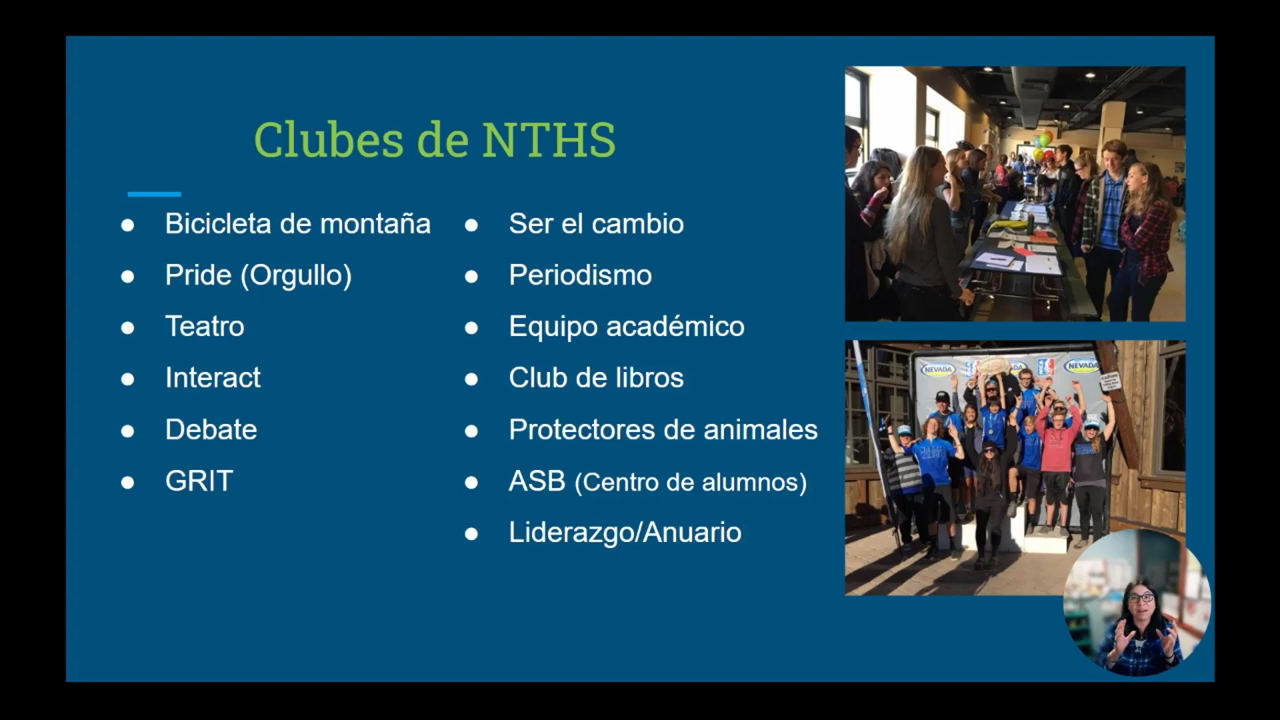 Clubes de NTHS
● Bicicleta de montaña
● Pride (Orgullo)
● Teatro
● Interact
● Debate
● GRIT
● Ser el cambio
● Periodismo
● Equipo académico
● Club de libros
● Protectores de animales
● ASB (Centro de alumnos)
● Liderazgo/Anuario
NEVADA
NEVADA